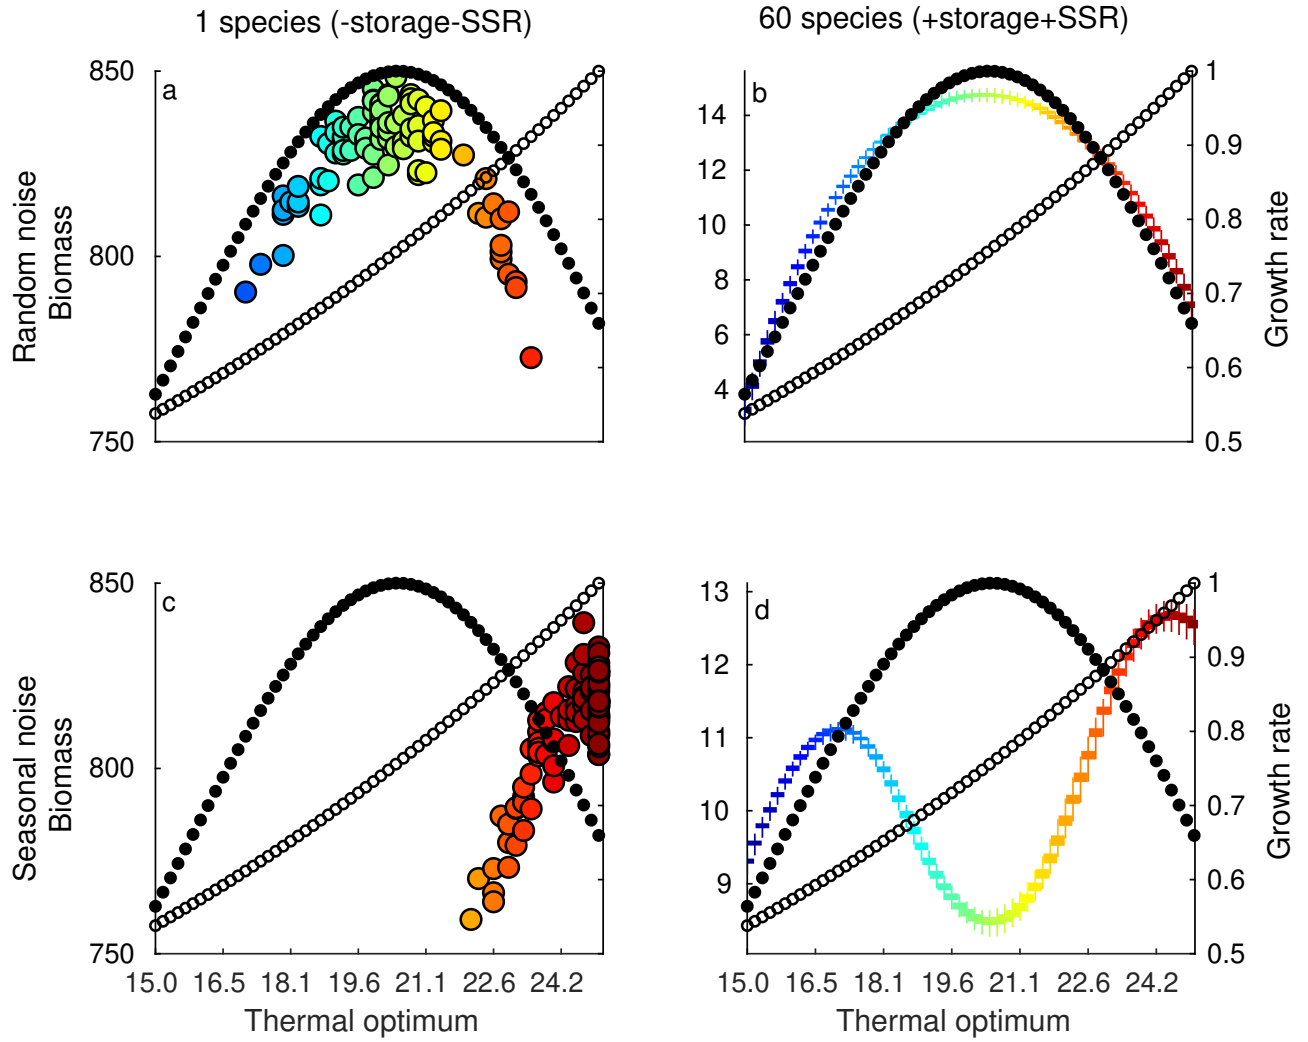 1 species (-storage-SSR)
60 species (+storage+SSR)
Random noise
Biomass
850
800
750
a
14
12
10
8
6
4
b
1
0.9
0.8
0.7
0.6
0.5
Growth rate
Seasonal noise
Biomass
850
800
750
c
15.0 16.5 18.1 19.6 21.1 22.6 24.2
Thermal optimum
13
12
11
10
9
d
15.0 16.5 18.1 19.6 21.1 22.6 24.2
Thermal optimum
1
0.9
0.8
0.7
0.6
0.5
Growth rate